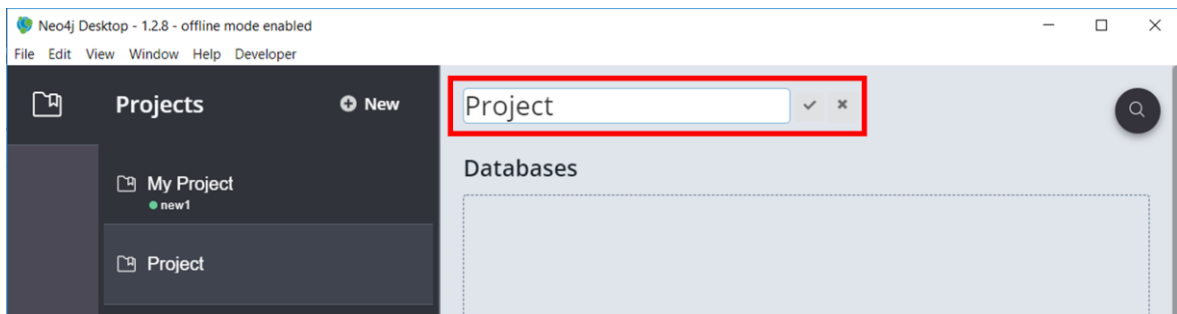 Neo4j Desktop - 1.2.8 - offline mode enabled
File Edit View Window Help Developer
Projects New
Project
Databases
My Project
new1
Project